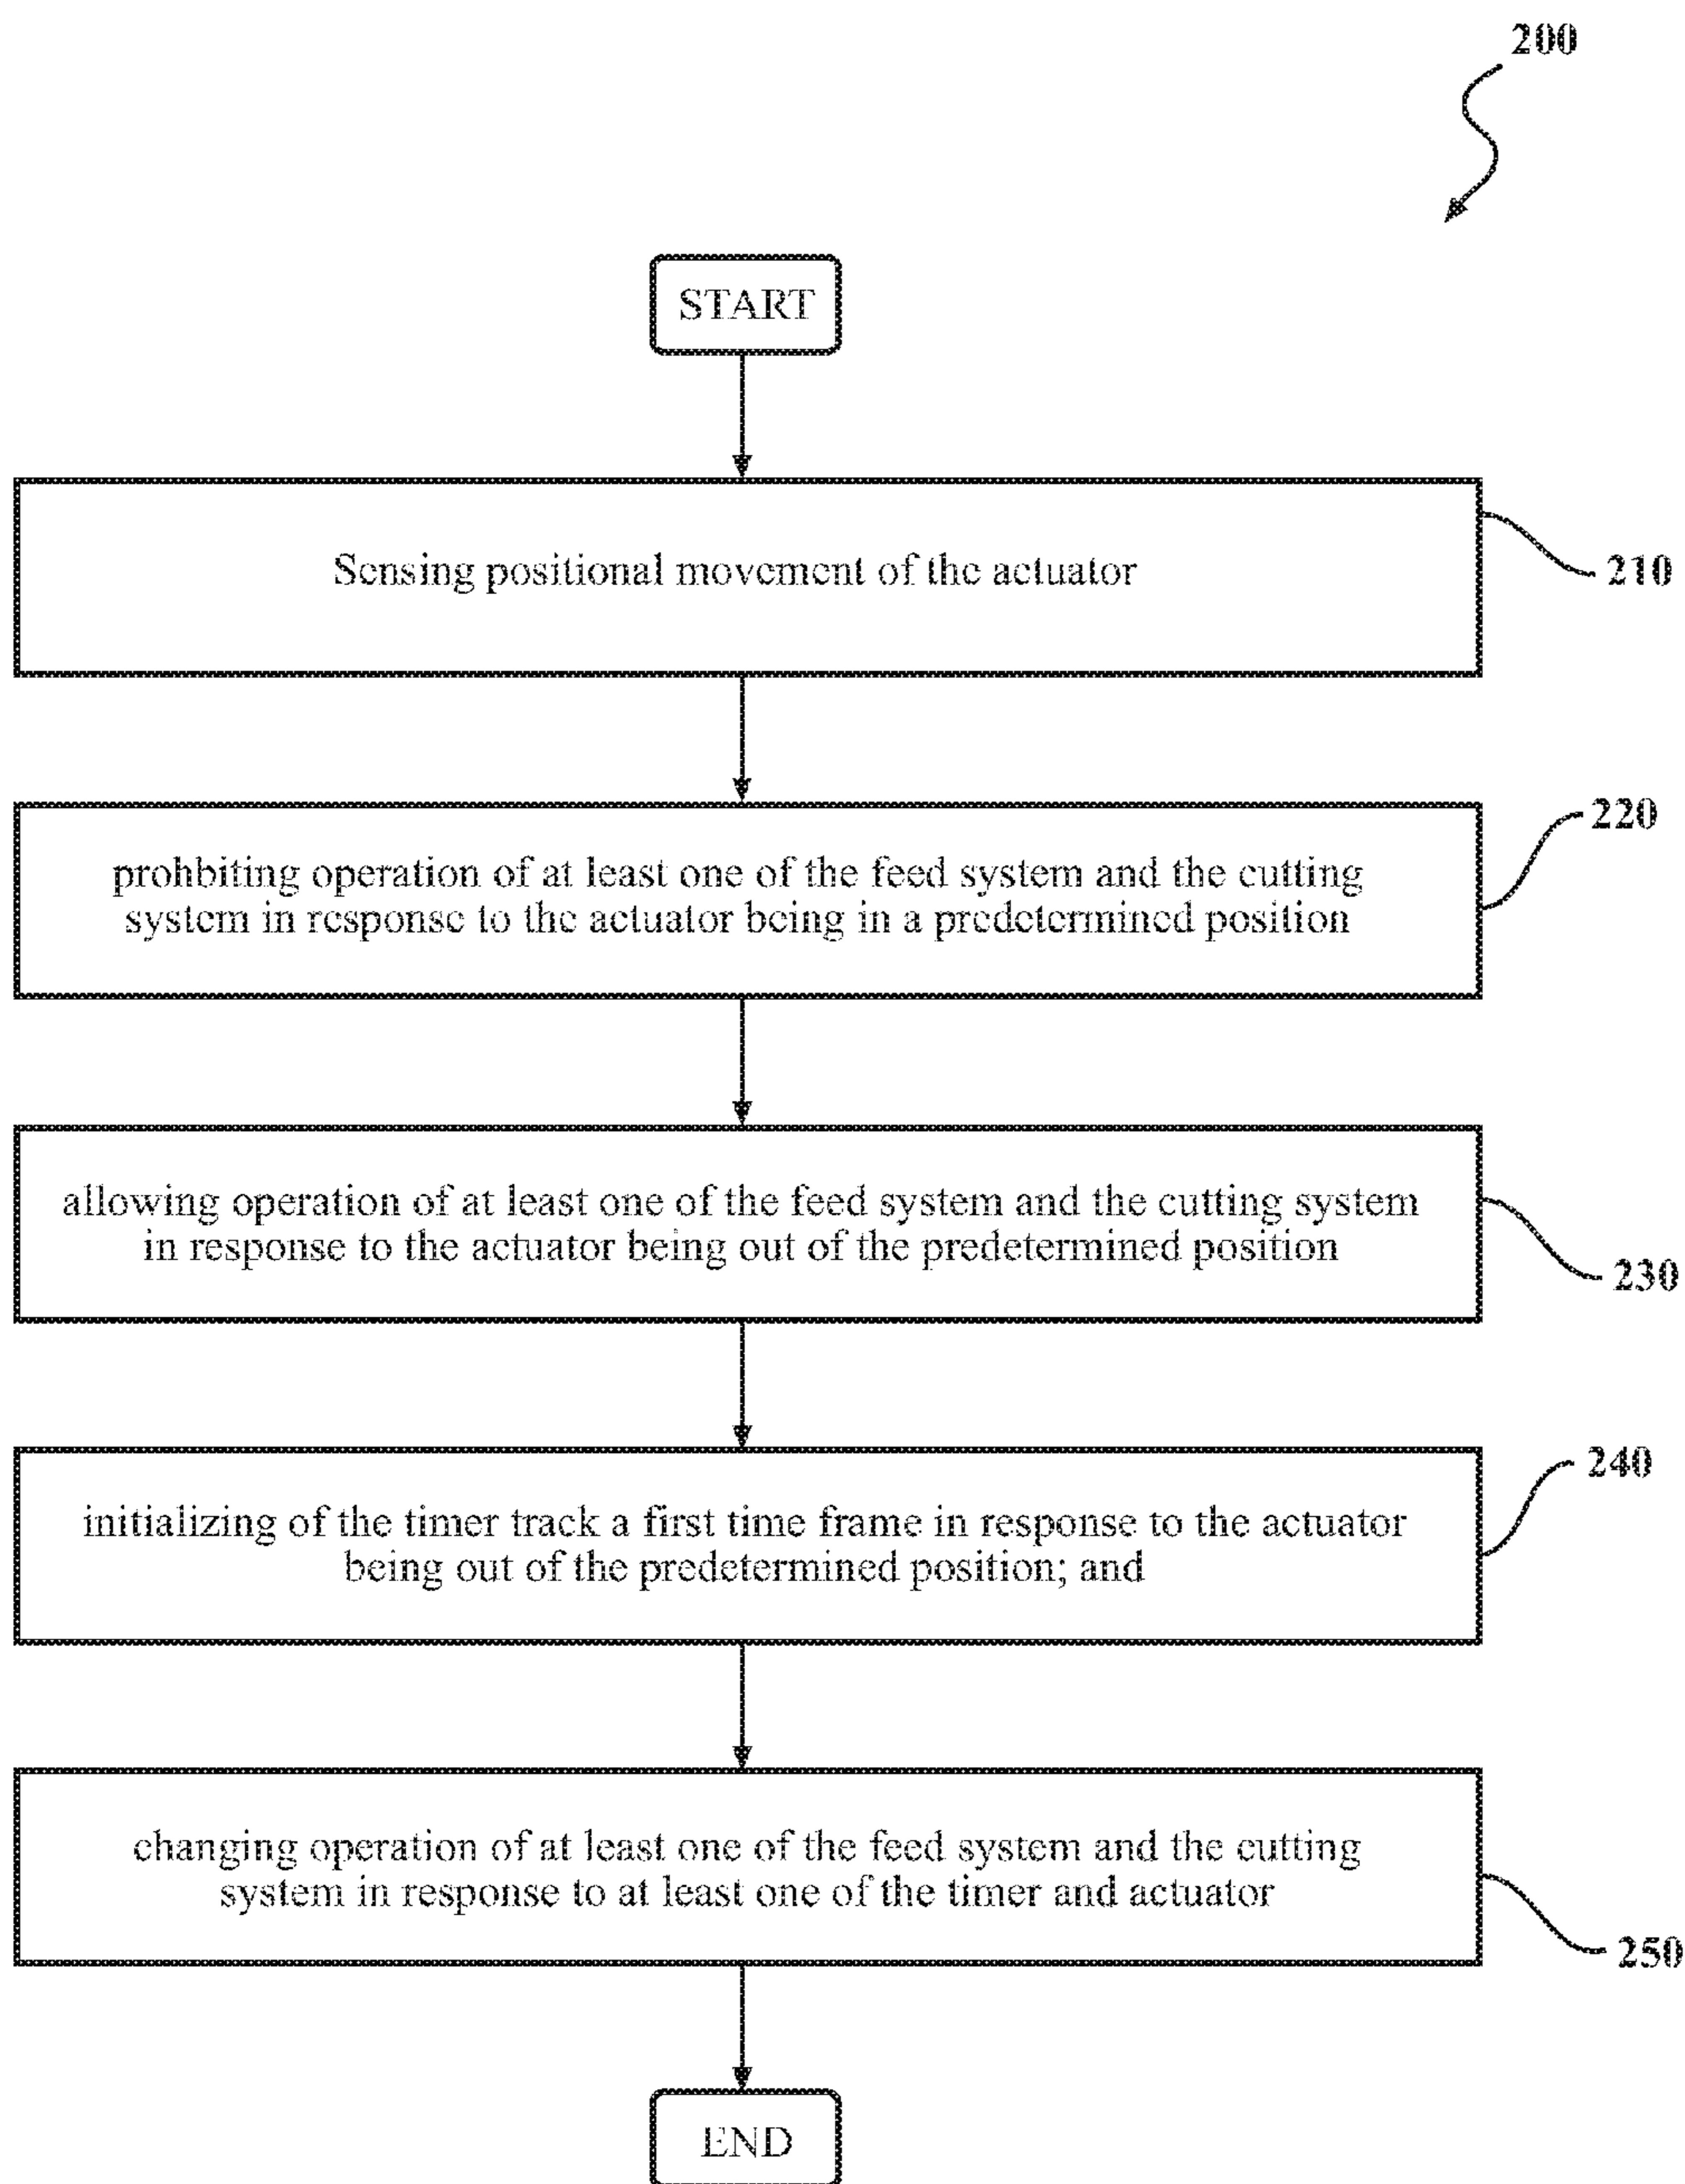 200
START
Sensing positional movement of the actuator
210
prohbiting operation of at least one of the feed system and the cutting
system in response to the actuator being in a predetermined position
220
allowing operation of at least one of the feed system and the cutting system
in response to the actuator being out of the predetermined position
230
initializing of the timer track a first time frame in response to the actuator
being out of the predetermined position; and
240
changing operation of at least one of the feed system and the cutting
system in response to at least one of the timer and actuator
250
END